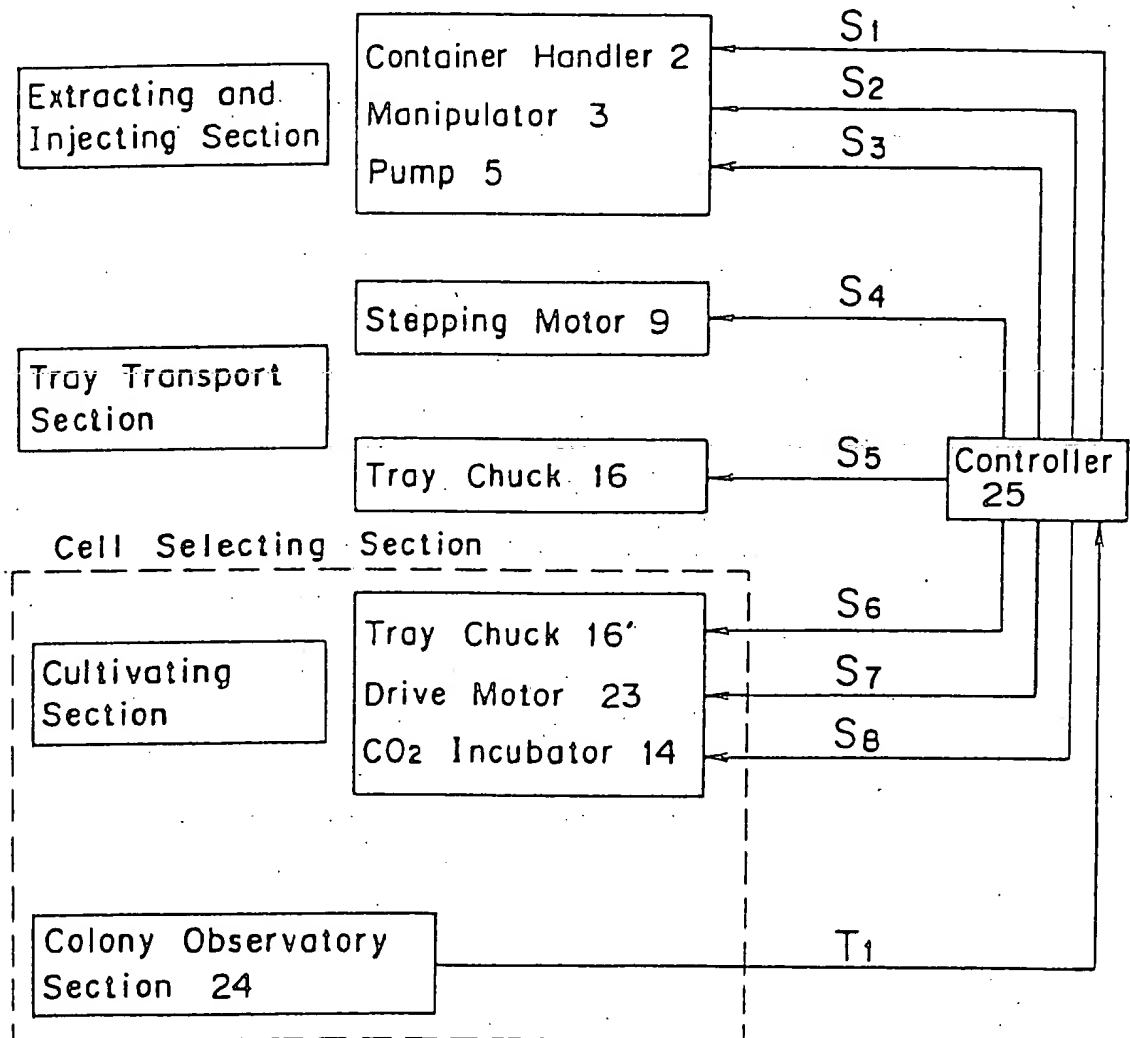 Extracting and
Injecting Section
Container Handler 2
Manipulator 3
Pump 5
S1
S2
S3
Tray Transport
Section
Stepping Motor 9
S4
Tray Chuck 16
S5
Controller
25
Cell Selecting Section
Cultivating
Section
Tray Chuck 16'
Drive Motor 23
CO2 Incubator 14
S6
S7
S8
Colony Observatory
Section 24
T1